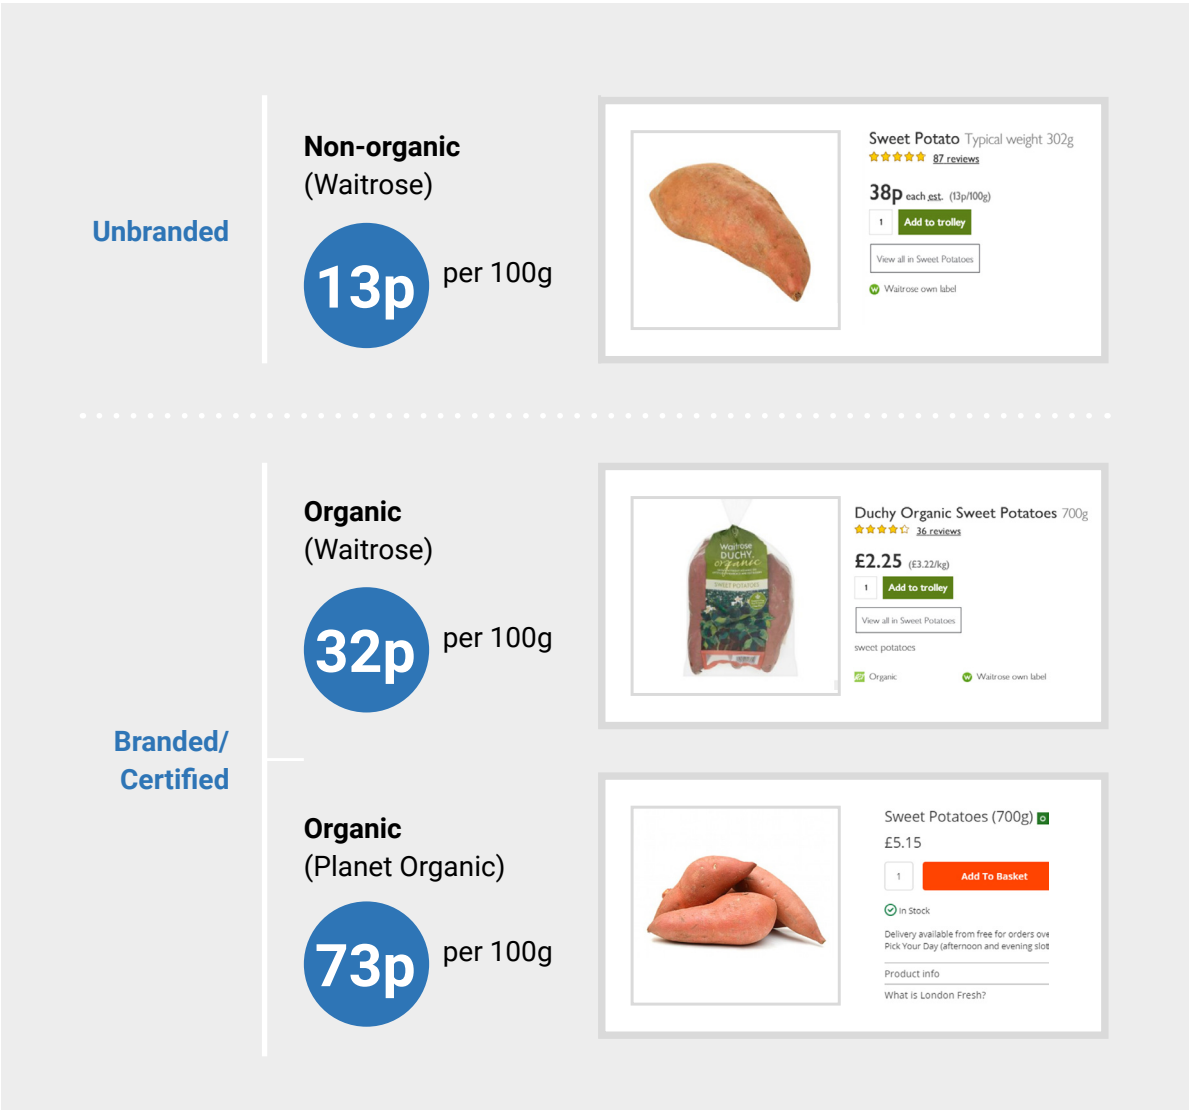 Unbranded
Non-organic
(Waitrose)
13p
per 100g
Sweet Potato Typical weight 302g
87 reviews
38p each est. (13p/100g)
1 Add to trolley
View all in Sweet Potatoes
Waitrose own label
Branded/
Certified
Organic
(Waitrose)
32p
per 100g
Waitrose
DUCHY
organic
SWEET POTATOES
Duchy Organic Sweet Potatoes 700g
36 reviews
£2.25 (£3.22/kg)
1 Add to trolley
View all in Sweet Potatoes
sweet potatoes
Organic
Waitrose own label
Organic
(Planet Organic)
73p
per 100g
Sweet Potatoes (700g)
£5.15
1 Add To Basket
In Stock
Delivery available from free for orders ove
Pick Your Day (afternoon and evening slot
Product info
What is London Fresh?